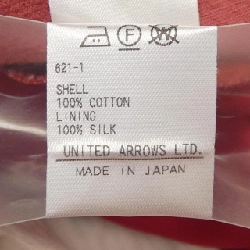 621-1
SHELL
100% COTTON
LINING
100% SILK
UNITED ARROWS LTD.
MADE IN JAPAN